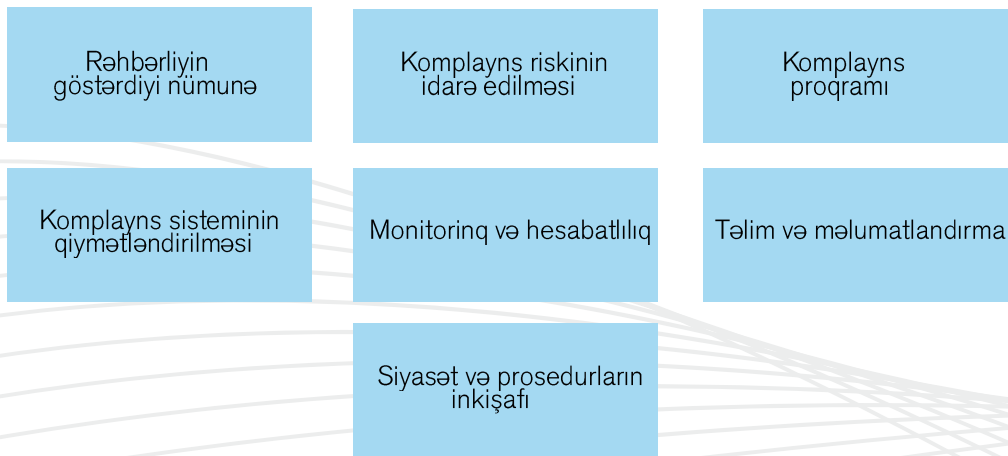 Rəhbərliyin
göstərdiyi nümunə
Komplayns riskinin
idarə edilməsi
Komplayns
proqramı
Komplayns sisteminin
qiymətləndirilməsi
Monitorinq və hesabatlılıq
Təlim və məlumatlandırma
Siyasət və prosedurların
inkişafı